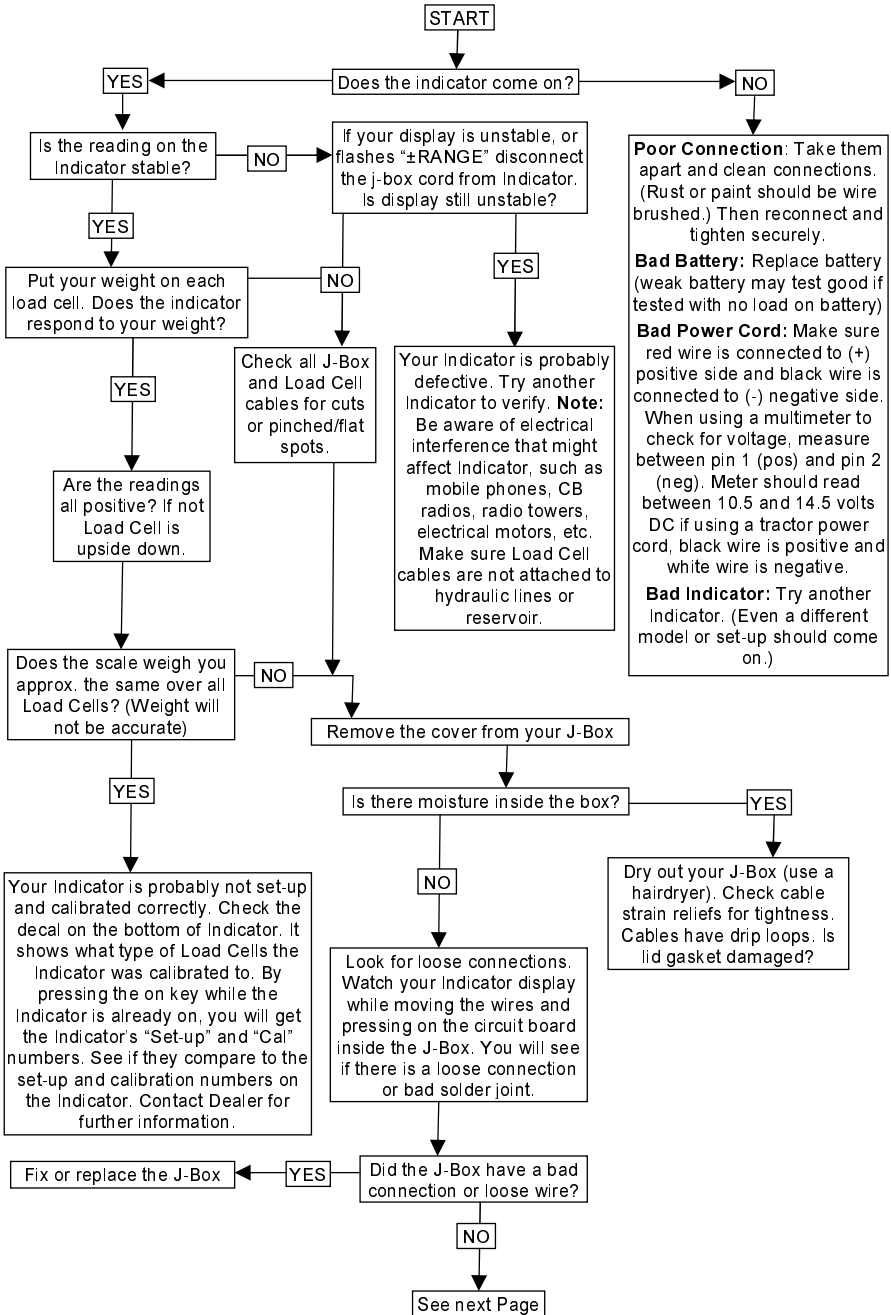 START
Does the indicator come on?
YES
NO
Is the reading on the
Indicator stable?
NO
If your display is unstable, or
flashes “±RANGE” disconnect
the j-box cord from Indicator.
Is display still unstable?
Poor Connection: Take them
apart and clean connections.
(Rust or paint should be wire
brushed.) Then reconnect and
tighten securely.
Bad Battery: Replace battery
(weak battery may test good if
tested with no load on battery)
Bad Power Cord: Make sure
red wire is connected to (+)
positive side and black wire is
connected to (-) negative side.
When using a multimeter to
check for voltage, measure
between pin 1 (pos) and pin 2
(neg). Meter should read
between 10.5 and 14.5 volts
DC if using a tractor power
cord, black wire is positive and
white wire is negative.
Bad Indicator: Try another
Indicator. (Even a different
model or set-up should come
on.)
YES
Put your weight on each
load cell. Does the indicator
respond to your weight?
NO
YES
Check all J-Box
and Load Cell
cables for cuts
or pinched/flat
spots.
Your Indicator is probably
defective. Try another
Indicator to verify. Note:
Be aware of electrical
interference that might
affect Indicator, such as
mobile phones, CB
radios, radio towers,
electrical motors, etc.
Make sure Load Cell
cables are not attached to
hydraulic lines or
reservoir.
YES
Are the readings
all positive? If not
Load Cell is
upside down.
Does the scale weigh you
approx. the same over all
Load Cells? (Weight will
not be accurate)
NO
Remove the cover from your J-Box
YES
Is there moisture inside the box?
YES
NO
Dry out your J-Box (use a
hairdryer). Check cable
strain reliefs for tightness.
Cables have drip loops. Is
lid gasket damaged?
Your Indicator is probably not set-up
and calibrated correctly. Check the
decal on the bottom of Indicator. It
shows what type of Load Cells the
Indicator was calibrated to. By
pressing the on key while the
Indicator is already on, you will get
the Indicator’s “Set-up” and “Cal”
numbers. See if they compare to the
set-up and calibration numbers on
the Indicator. Contact Dealer for
further information.
Look for loose connections.
Watch your Indicator display
while moving the wires and
pressing on the circuit board
inside the J-Box. You will see
if there is a loose connection
or bad solder joint.
Fix or replace the J-Box
YES
Did the J-Box have a bad
connection or loose wire?
NO
See next Page